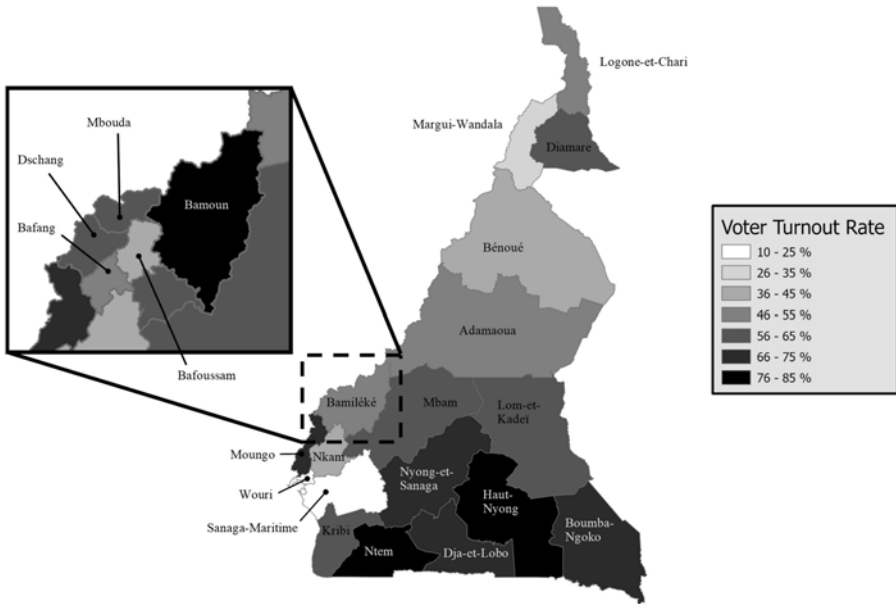 Logone-et-Chari
Margui-Wandala
Diamaré
Mbouda
Dschang
Bafang
Bamoun
Bafoussam
Bénoué
Adamaoua
Bamiléké
Mbam
Lom-et-
Kadeï
Moungo
Nkam
Wouri
Sanaga-Maritime
Nyong-et-
Sanaga
Haut-
Nyong
Boumba-
Ngoko
Kribi
Ntem
Dja-et-Lobo
Voter Turnout Rate
10 - 25 %
26 - 35 %
36 - 45 %
46 - 55 %
56 - 65 %
66 - 75 %
76 - 85 %